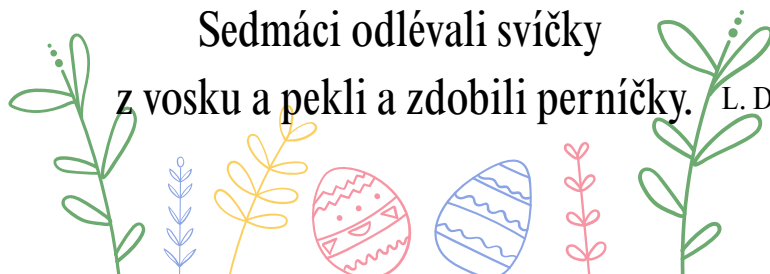 Sedmáci odlévali svíčky
z vosku a pekli a zdobili perníčky. L. D